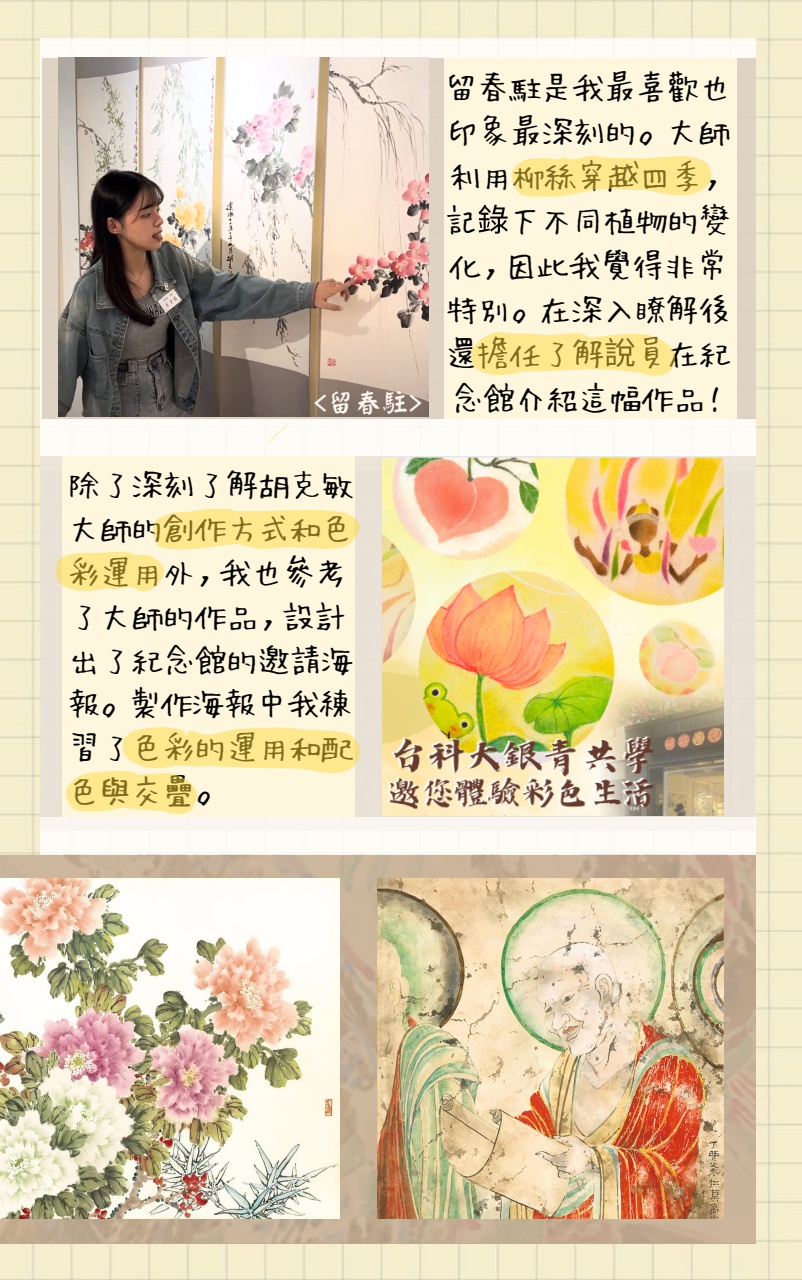 留春駐是我最喜歡也
印象最深刻的。大師
利用柳絲穿越四季，
記錄下不同植物的變
化，因此我覺得非常
特別。在深入瞭解後
還擔任了解說員在紀
念館介紹這幅作品！
<留春駐>
除了深刻了解胡克敏
大師的創作方式和色
彩運用外，我也參考
了大師的作品，設計
出了紀念館的邀請海
報。製作海報中我練
習了色彩的運用和配
色與交疊。
台科大銀青共學
邀您體驗彩色生活